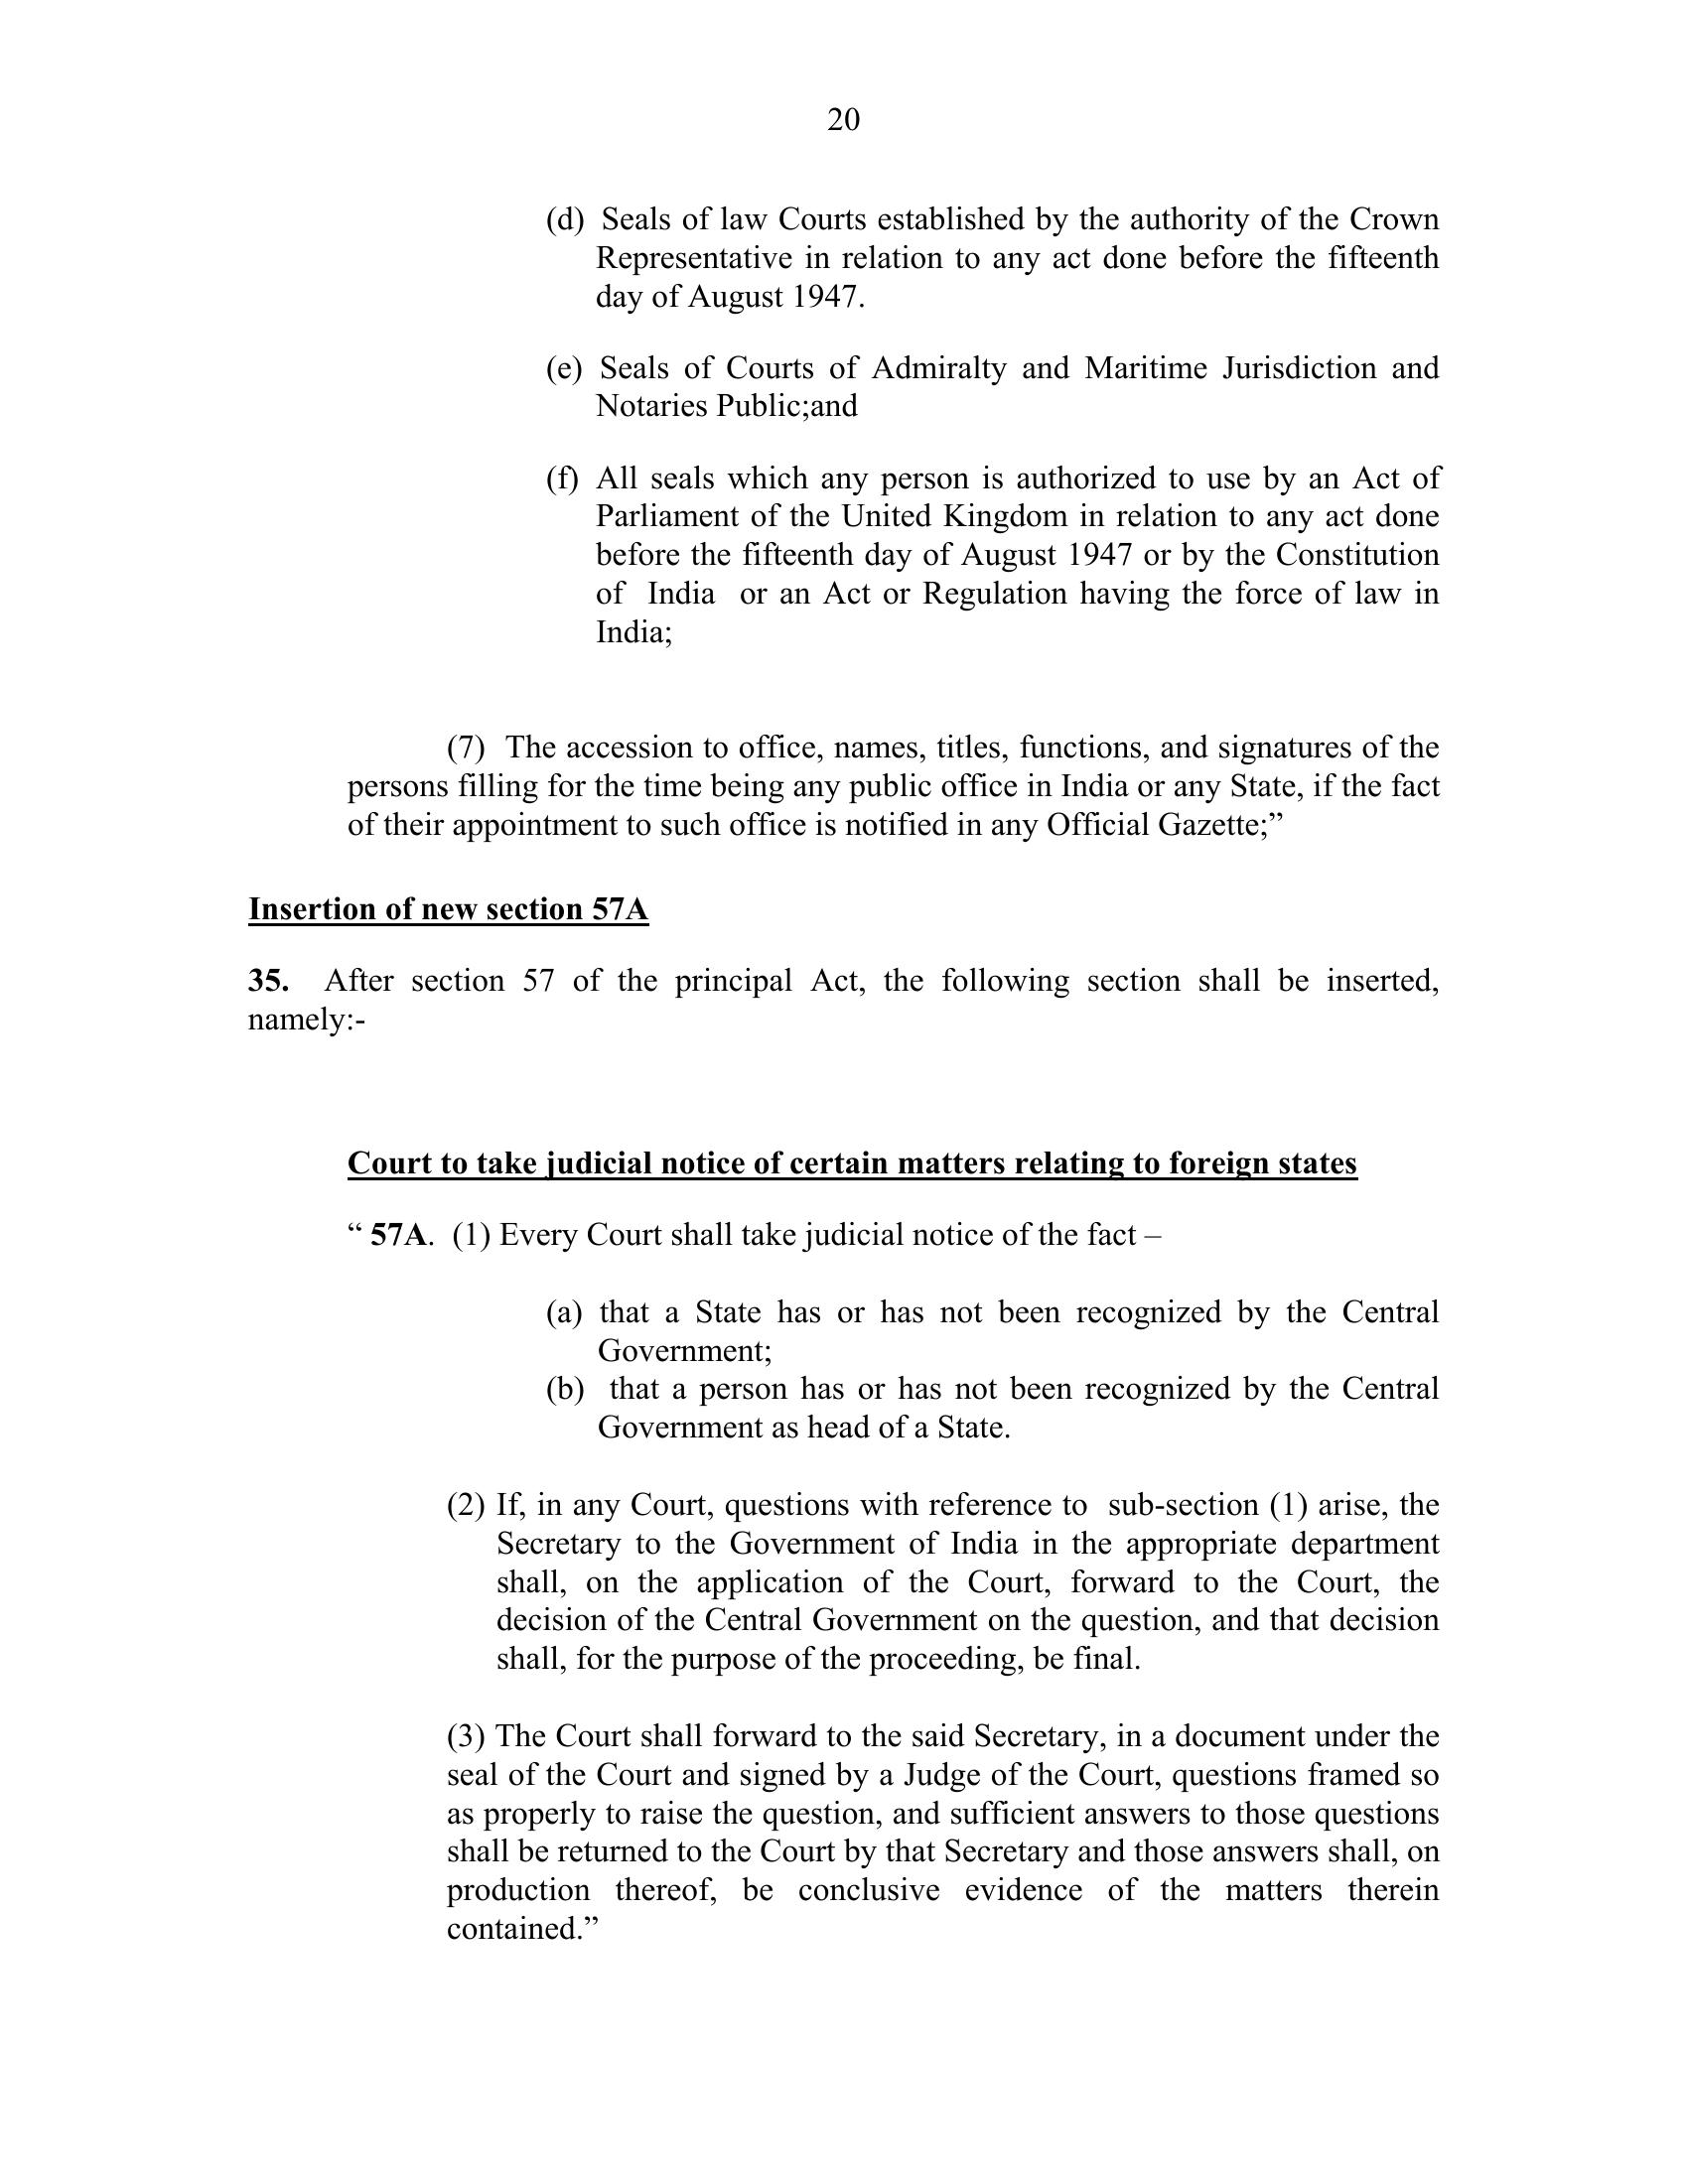 20
(d) Seals of law Courts established by the authority of the Crown
Representative in relation to any act done before the fifteenth
day of August 1947.
(e) Seals of Courts of Admiralty and Maritime Jurisdiction and
Notaries Public;and
(f) All seals which any person is authorized to use by an Act of
Parliament of the United Kingdom in relation to any act done
before the fifteenth day of August 1947 or by the Constitution
of India or an Act or Regulation having the force of law in
India;
(7) The accession to office, names, titles, functions, and signatures of the
persons filling for the time being any public office in India or any State, if the fact
of their appointment to such office is notified in any Official Gazette;”
Insertion of new section 57A
35. After section 57 of the principal Act, the following section shall be inserted,
namely:-
Court to take judicial notice of certain matters relating to foreign states
“ 57A. (1) Every Court shall take judicial notice of the fact –
(a) that a State has or has not been recognized by the Central
Government;
(b) that a person has or has not been recognized by the Central
Government as head of a State.
(2) If, in any Court, questions with reference to sub-section (1) arise, the
Secretary to the Government of India in the appropriate department
shall, on the application of the Court, forward to the Court, the
decision of the Central Government on the question, and that decision
shall, for the purpose of the proceeding, be final.
(3) The Court shall forward to the said Secretary, in a document under the
seal of the Court and signed by a Judge of the Court, questions framed so
as properly to raise the question, and sufficient answers to those questions
shall be returned to the Court by that Secretary and those answers shall, on
production thereof, be conclusive evidence of the matters therein
contained.”